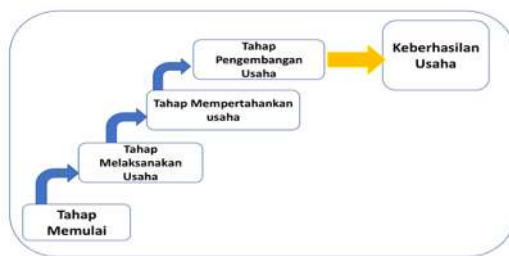 Tahap
Pengembangan
Usaha
Keberhasilan
Usaha
Tahap Mempertahankan
usaha
Tahap
Melaksanakan
Usaha
Tahap
Memulai